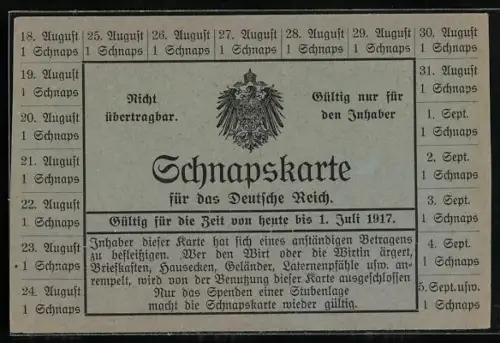 18. August
1 Schnaps
25. August
1 Schnaps
26. August
1 Schnaps
27. August
1 Schnaps
28. August
1 Schnaps
29. August
1 Schnaps
30. August
1 Schnaps
19. August
1 Schnaps
20. August
1 Schnaps
21. August
1 Schnaps
22. August
1 Schnaps
23. August
1 Schnaps
24. August
1 Schnaps
Nicht
übertragbar.
Gültig nur für
den Inhaber
Schnapskarte
für das Deutsche Reich.
Gültig für die Zeit von heute bis 1. Juli 1917.
Inhaber dieser Karte hat sich eines anständigen Betragens
zu befleißigen. Wer den Wirt oder die Wirtin ärgert,
Briefkasten, Hausecken, Geländer, Laternenpfähle usw. an-
rempelt, wird von der Benutzung dieser Karte ausgeschlossen
Nur das Spenden einer Stubenlage
macht die Schnapskarte wieder gültig.
31. August
1 Schnaps
1. Sept.
1 Schnaps
2. Sept.
1 Schnaps
3. Sept.
1 Schnaps
4. Sept.
1 Schnaps
5. Sept. usw.
1 Schnaps